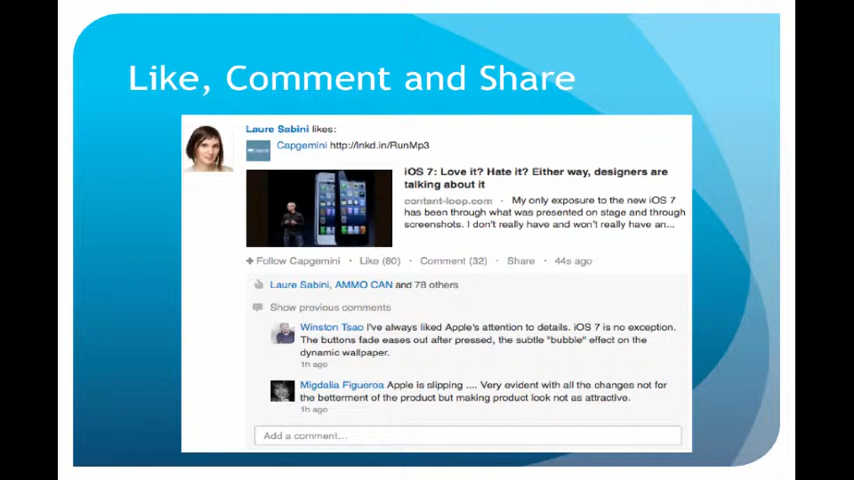 Like, Comment and Share
Laure Sabini likes:
Capgemini http://lnkd.in/RunMp3
iOS 7: Love it? Hate it? Either way, designers are
talking about it
content-loop.com · My only exposure to the new iOS 7
has been through what was presented on stage and through
screenshots. I don't really have and won't really have an...
+ Follow Capgemini · Like (80) · Comment (32) · Share · 44s ago
Laure Sabini, AMMO CAN and 78 others
Show previous comments
Winston Tsao I've always liked Apple's attention to details. iOS 7 is no exception.
The buttons fade eases out after pressed, the subtle "bubble" effect on the
dynamic wallpaper.
1h ago
Migdalia Figueroa Apple is slipping .... Very evident with all the changes not for
the betterment of the product but making product look not as attractive.
1h ago
Add a comment...